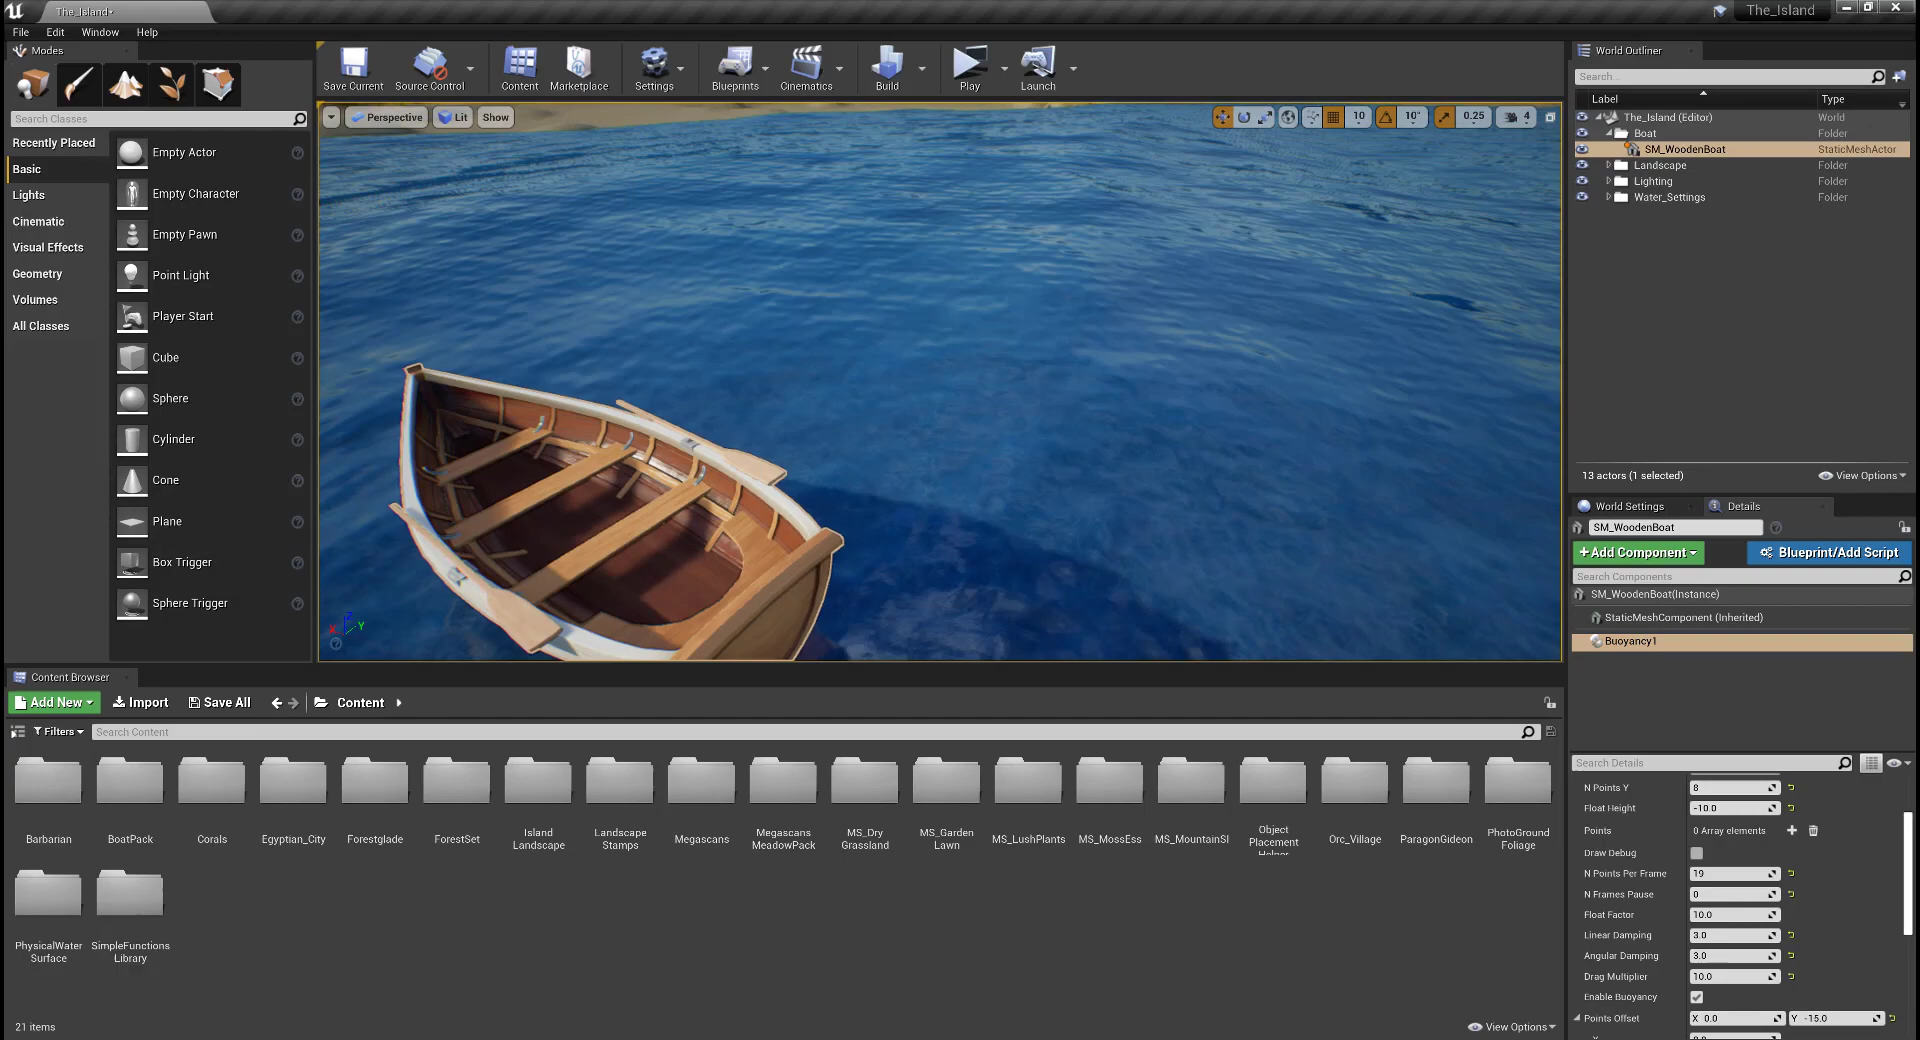 The_Island•
The_Island
File Edit Window Help
Modes
Search Classes
Recently Placed
Basic
Lights
Cinematic
Visual Effects
Geometry
Volumes
All Classes
Empty Actor
Empty Character
Empty Pawn
Point Light
Player Start
Cube
Sphere
Cylinder
Cone
Plane
Box Trigger
Sphere Trigger
Save Current Source Control Content Marketplace Settings Blueprints Cinematics Build Play Launch
Perspective Lit Show
10 10° 0.25 4
X Z Y
World Outliner
Search...
Label Type
The_Island (Editor) World
Boat Folder
SM_WoodenBoat StaticMeshActor
Landscape Folder
Lighting Folder
Water_Settings Folder
13 actors (1 selected) View Options
World Settings Details
SM_WoodenBoat
+Add Component Blueprint/Add Script
Search Components
SM_WoodenBoat(Instance)
StaticMeshComponent (Inherited)
Buoyancy1
Search Details
N Points Y 8
Float Height -10.0
Points 0 Array elements
Draw Debug
N Points Per Frame 19
N Frames Pause 0
Float Factor 10.0
Linear Damping 3.0
Angular Damping 3.0
Drag Multiplier 10.0
Enable Buoyancy
Points Offset X 0.0 Y -15.0
Content Browser
Add New Import Save All Content
Filters Search Content
Barbarian
BoatPack
Corals
Egyptian_City
Forestglade
ForestSet
Island
Landscape
Landscape
Stamps
Megascans
Megascans
MeadowPack
MS_Dry
Grassland
MS_Garden
Lawn
MS_LushPlants
MS_MossEss
MS_MountainSl
Object
Placement
Helper
Orc_Village
ParagonGideon
PhotoGround
Foliage
PhysicalWater
Surface
SimpleFunctions
Library
21 items View Options